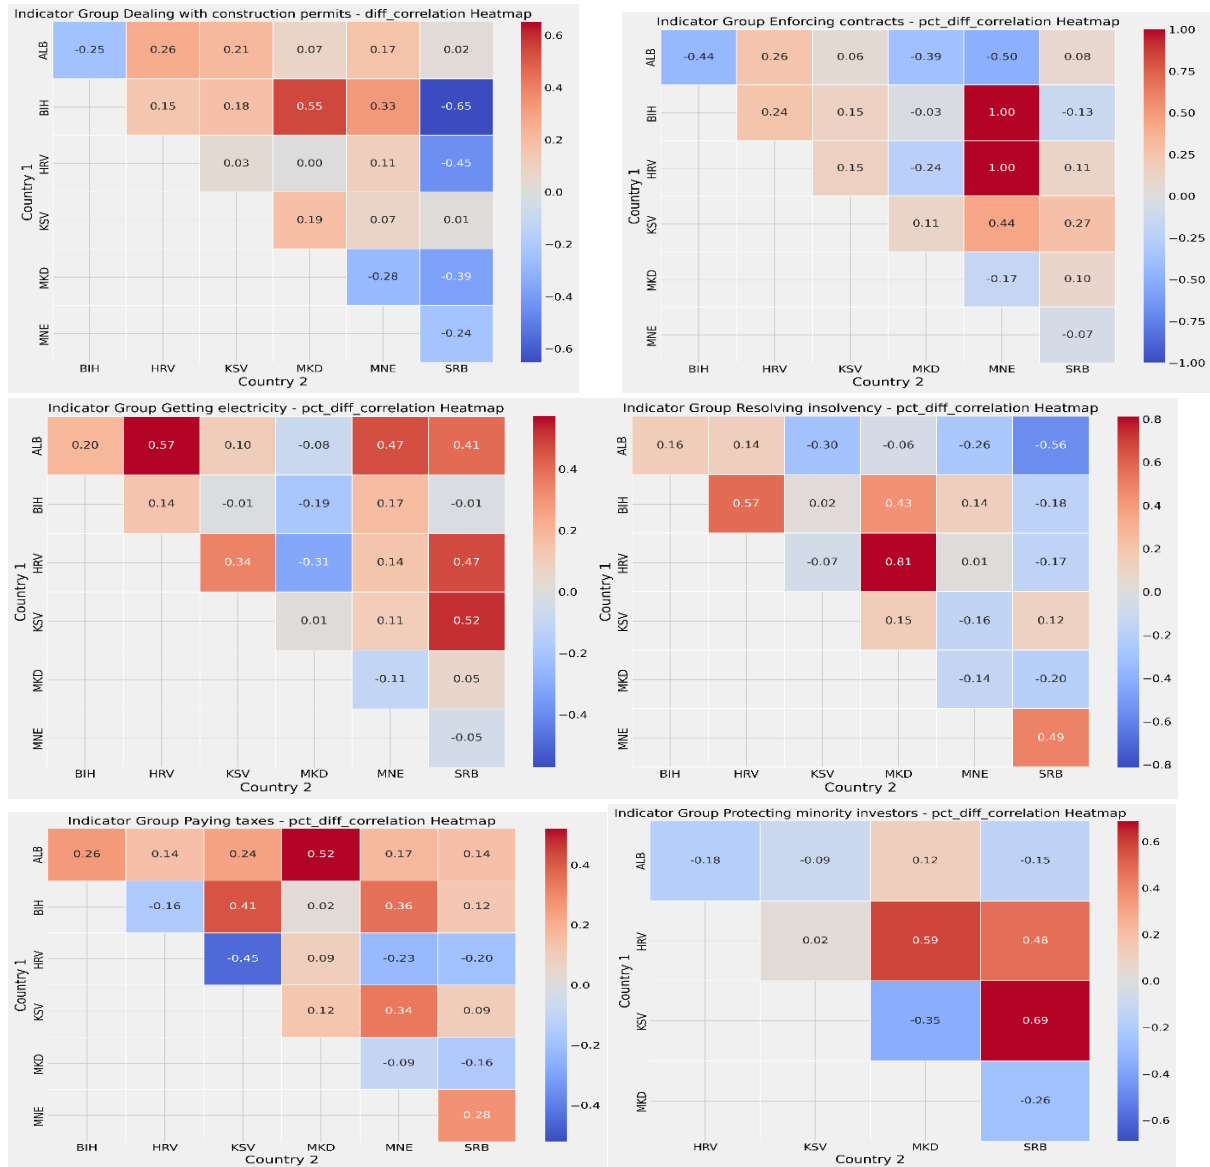 Indicator Group Dealing with construction permits - diff_correlation Heatmap
ALB -0.25 0.26 0.21 0.07 0.17 0.02
BIH 0.15 0.18 0.55 0.33 -0.65
HRV 0.03 0.00 0.11 -0.45
KSV 0.19 0.07 0.01
MKD -0.28 -0.39
MNE -0.24
BIH HRV KSV MKD MNE SRB
Country 1
Country 2
0.6
0.4
0.2
0.0
−0.2
−0.4
−0.6
Indicator Group Enforcing contracts - pct_diff_correlation Heatmap
ALB -0.44 0.26 0.06 -0.39 -0.50 0.08
BIH 0.24 0.15 -0.03 1.00 -0.13
HRV 0.15 -0.24 1.00 0.11
KSV 0.11 0.44 0.27
MKD -0.17 0.10
MNE -0.07
BIH HRV KSV MKD MNE SRB
Country 1
Country 2
1.00
0.75
0.50
0.25
0.00
−0.25
−0.50
−0.75
−1.00
Indicator Group Getting electricity - pct_diff_correlation Heatmap
ALB 0.20 0.57 0.10 -0.08 0.47 0.41
BIH 0.14 -0.01 -0.19 0.17 -0.01
HRV 0.34 -0.31 0.14 0.47
KSV 0.01 0.11 0.52
MKD -0.11 0.05
MNE -0.05
BIH HRV KSV MKD MNE SRB
Country 1
Country 2
0.4
0.2
0.0
−0.2
−0.4
Indicator Group Resolving insolvency - pct_diff_correlation Heatmap
ALB 0.16 0.14 -0.30 -0.06 -0.26 -0.56
BIH 0.57 0.02 0.43 0.14 -0.18
HRV -0.07 0.81 0.01 -0.17
KSV 0.15 -0.16 0.12
MKD -0.14 -0.20
MNE 0.49
BIH HRV KSV MKD MNE SRB
Country 1
Country 2
0.8
0.6
0.4
0.2
0.0
−0.2
−0.4
−0.6
−0.8
Indicator Group Paying taxes - pct_diff_correlation Heatmap
ALB 0.26 0.14 0.24 0.52 0.17 0.14
BIH -0.16 0.41 0.02 0.36 0.12
HRV -0.45 0.09 -0.23 -0.20
KSV 0.12 0.34 0.09
MKD -0.09 -0.16
MNE 0.28
BIH HRV KSV MKD MNE SRB
Country 1
Country 2
0.4
0.2
0.0
−0.2
−0.4
Indicator Group Protecting minority investors - pct_diff_correlation Heatmap
ALB -0.18 -0.09 0.12 -0.15
HRV 0.02 0.59 0.48
KSV -0.35 0.69
MKD -0.26
HRV KSV MKD SRB
Country 1
Country 2
0.6
0.4
0.2
0.0
−0.2
−0.4
−0.6